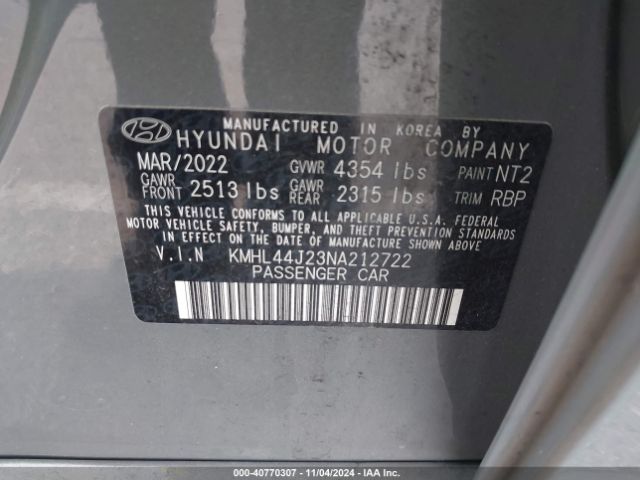 MANUFACTURED IN KOREA BY
HYUNDAI MOTOR COMPANY
MAR/2022 GVWR 4354 lbs PAINT NT2
GAWR FRONT 2513 lbs GAWR REAR 2315 lbs TRIM RBP
THIS VEHICLE CONFORMS TO ALL APPLICABLE U.S.A. FEDERAL
MOTOR VEHICLE SAFETY, BUMPER, AND THEFT PREVENTION STANDARDS
IN EFFECT ON THE DATE OF MANUFACTURE SHOWN ABOVE.
V.I.N KMHL44J23NA212722
PASSENGER CAR
000-40770307 - 11/04/2024 - IAAI.CA